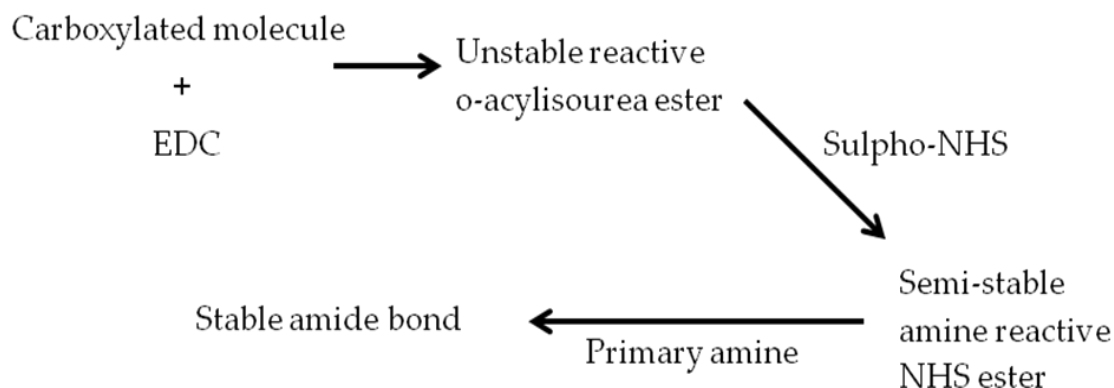 Carboxylated molecule
+
EDC
Unstable reactive
o-acylisourea ester
Sulpho-NHS
Semi-stable
amine reactive
NHS ester
Primary amine
Stable amide bond